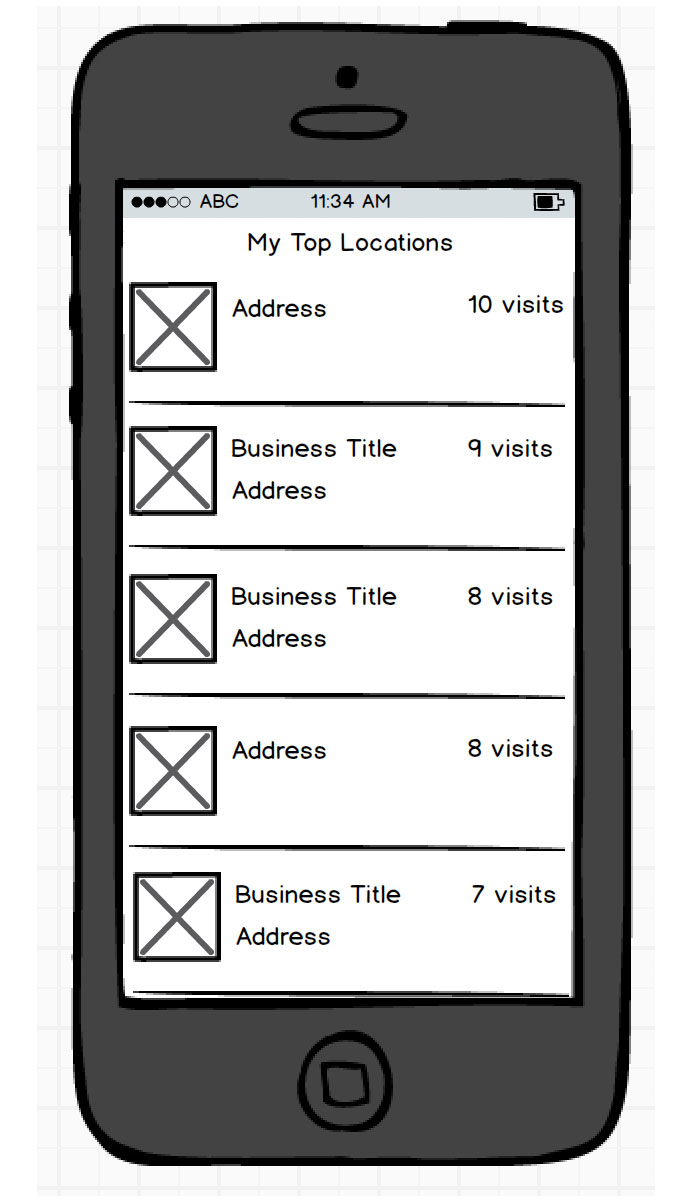 ABC 11:34 AM
My Top Locations
Address 10 visits
Business Title 9 visits
Address
Business Title 8 visits
Address
Address 8 visits
Business Title 7 visits
Address